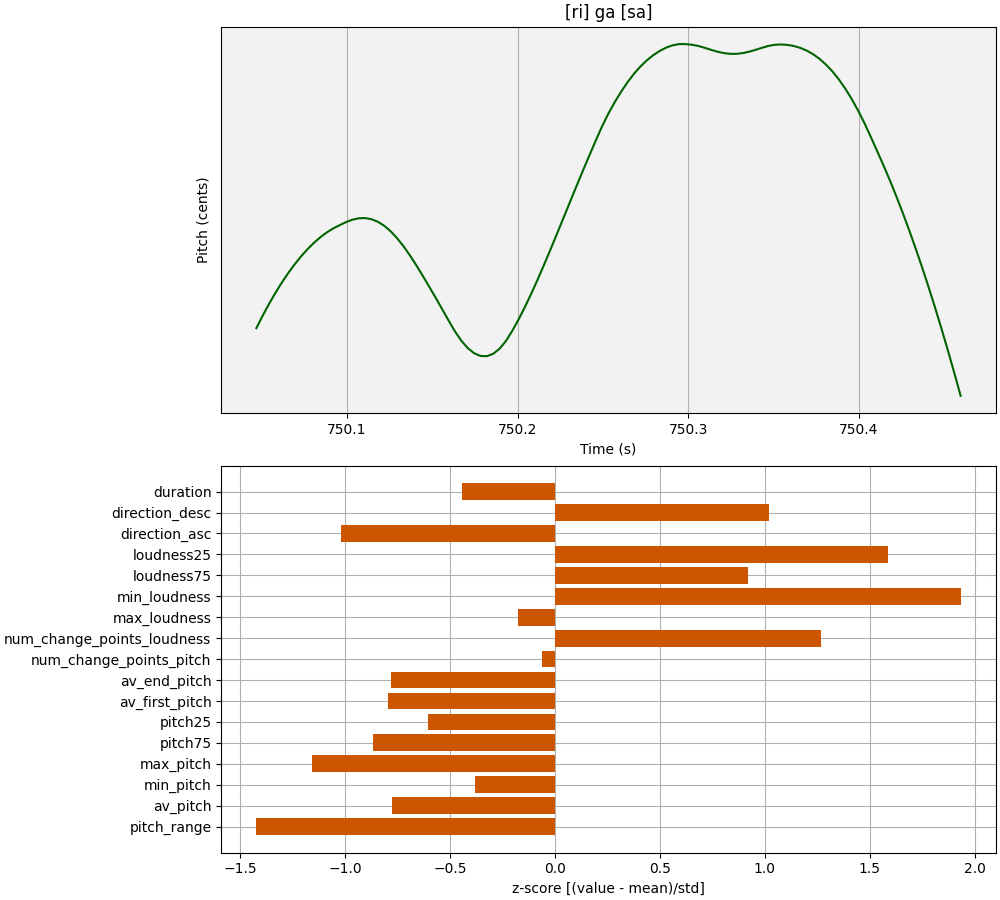 [ri] ga [sa]
Pitch (cents)
750.1 750.2 750.3 750.4
Time (s)
duration
direction_desc
direction_asc
loudness25
loudness75
min_loudness
max_loudness
num_change_points_loudness
num_change_points_pitch
av_end_pitch
av_first_pitch
pitch25
pitch75
max_pitch
min_pitch
av_pitch
pitch_range
−1.5 −1.0 −0.5 0.0 0.5 1.0 1.5 2.0
z-score [(value - mean)/std]